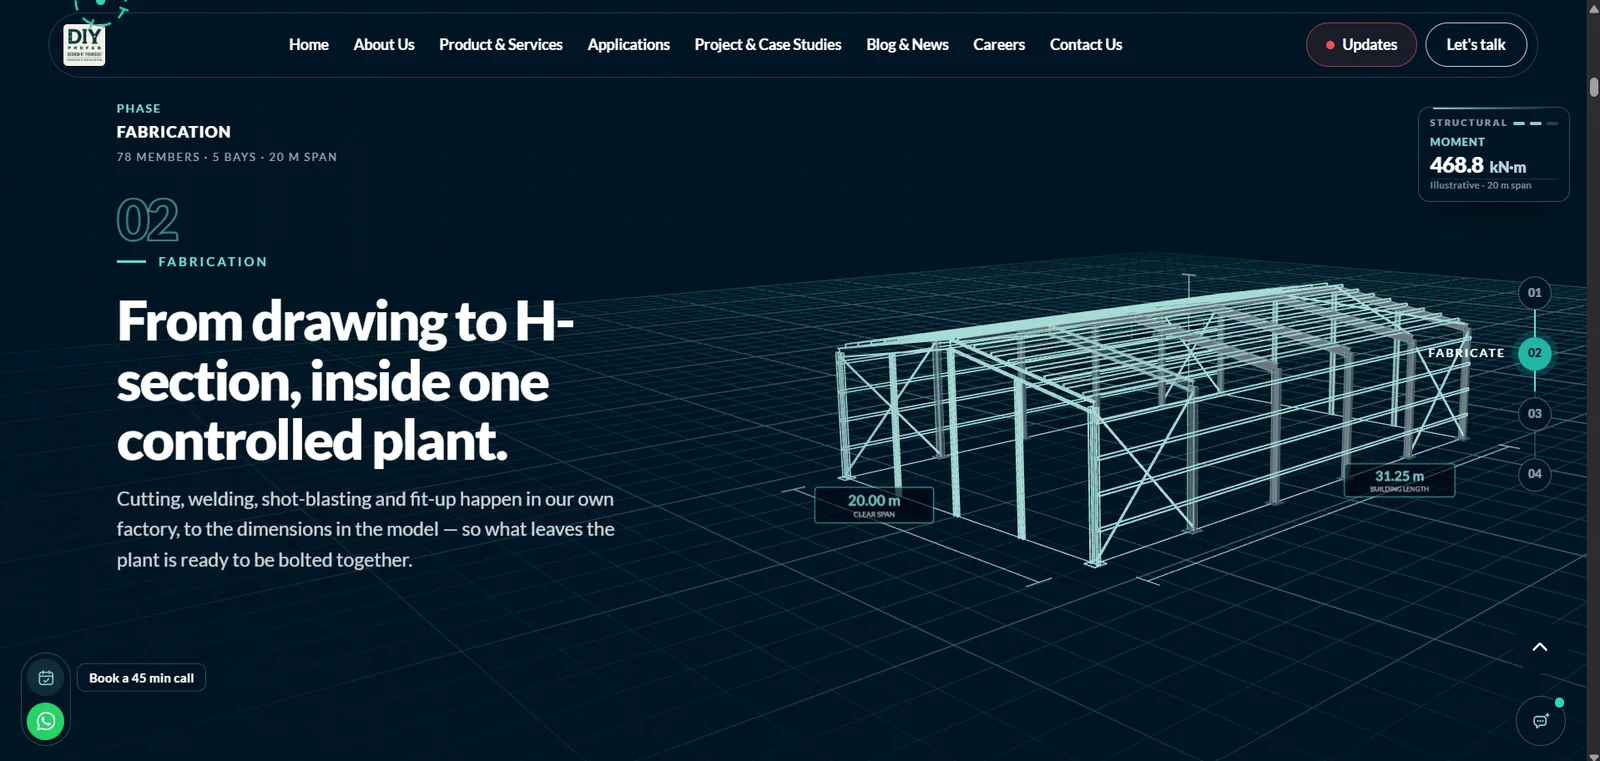 DIY
PREFAB
DESIGN IT YOURSELF
Home
About Us
Product & Services
Applications
Project & Case Studies
Blog & News
Careers
Contact Us
Updates
Let's talk
PHASE
FABRICATION
78 MEMBERS · 5 BAYS · 20 M SPAN
02
FABRICATION
From drawing to H-
section, inside one
controlled plant.
Cutting, welding, shot-blasting and fit-up happen in our own
factory, to the dimensions in the model — so what leaves the
plant is ready to be bolted together.
STRUCTURAL
MOMENT
468.8 kN·m
Illustrative · 20 m span
20.00 m
CLEAR SPAN
31.25 m
BUILDING LENGTH
01
FABRICATE 02
03
04
Book a 45 min call